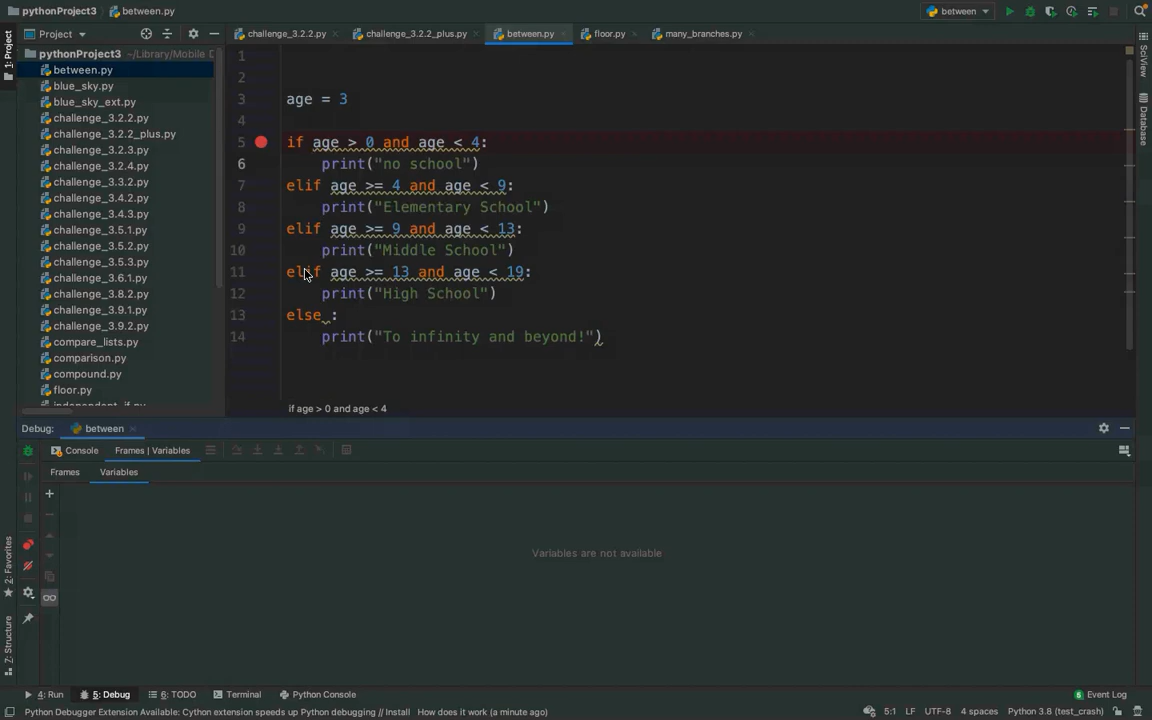 pythonProject3 between.py between
Project challenge_3.2.2.py challenge_3.2.2_plus.py between.py floor.py many_branches.py
1: Project
pythonProject3 ~/Library/Mobile D
between.py
blue_sky.py
blue_sky_ext.py
challenge_3.2.2.py
challenge_3.2.2_plus.py
challenge_3.2.3.py
challenge_3.2.4.py
challenge_3.3.2.py
challenge_3.4.2.py
challenge_3.4.3.py
challenge_3.5.1.py
challenge_3.5.2.py
challenge_3.5.3.py
challenge_3.6.1.py
challenge_3.8.2.py
challenge_3.9.1.py
challenge_3.9.2.py
compare_lists.py
comparison.py
compound.py
floor.py
independent_if.py
1
2
3 age = 3
4
5 if age > 0 and age < 4:
6 print("no school")
7 elif age >= 4 and age < 9:
8 print("Elementary School")
9 elif age >= 9 and age < 13:
10 print("Middle School")
11 elif age >= 13 and age < 19:
12 print("High School")
13 else :
14 print("To infinity and beyond!")
if age > 0 and age < 4
SciView
Database
Debug: between
Console Frames | Variables
Frames Variables
Variables are not available
2: Favorites
Z: Structure
4: Run 5: Debug 6: TODO Terminal Python Console Event Log
Python Debugger Extension Available: Cython extension speeds up Python debugging // Install How does it work (a minute ago) 5:1 LF UTF-8 4 spaces Python 3.8 (test_crash)